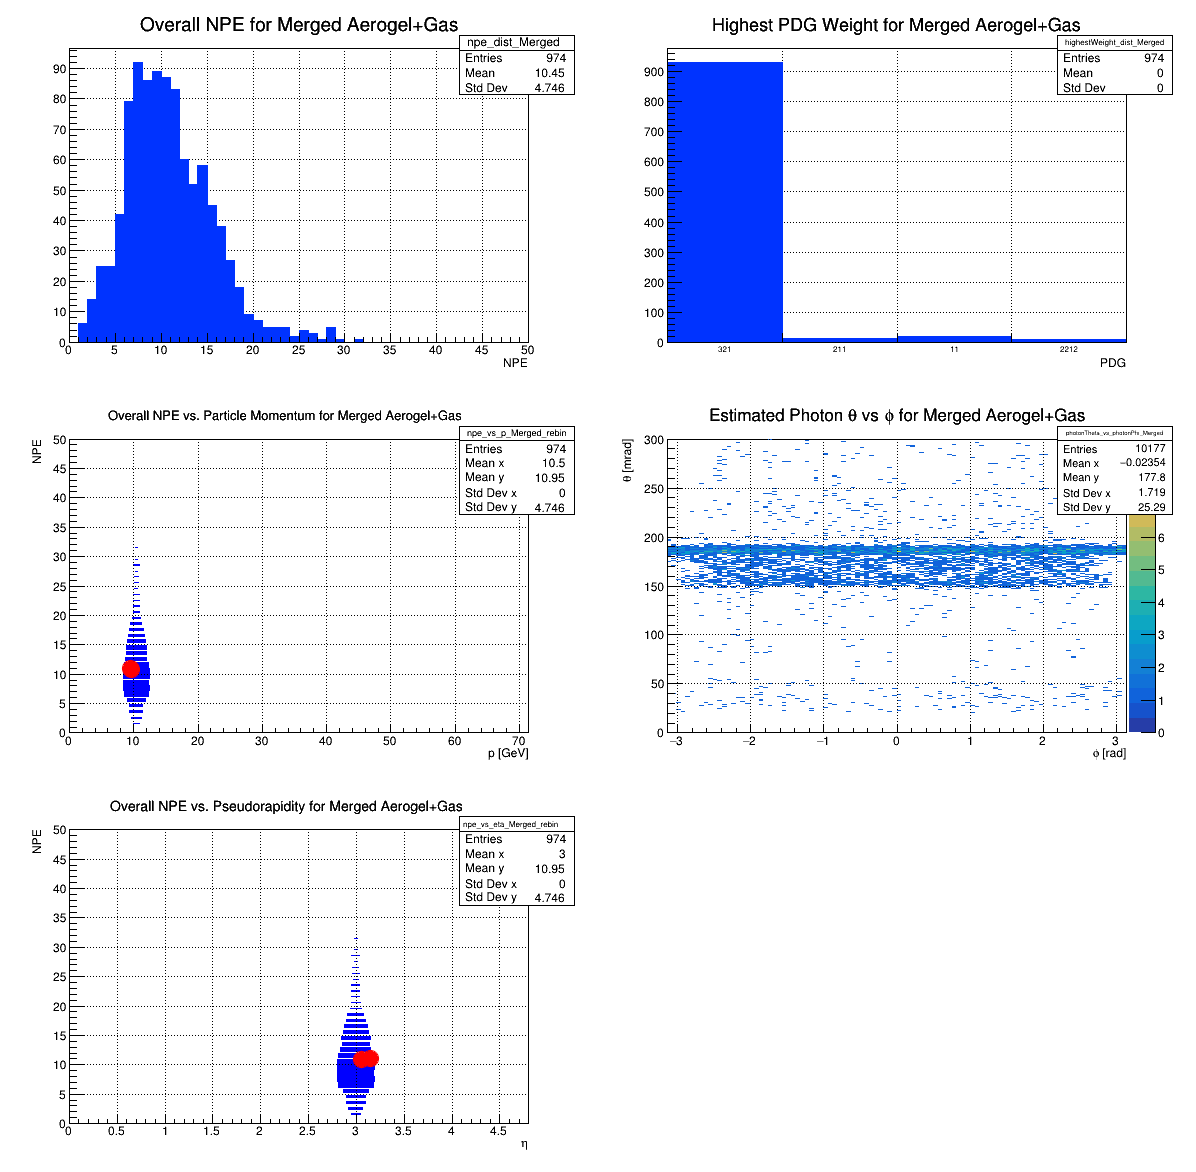 Overall NPE for Merged Aerogel+Gas
npe_dist_Merged
Entries 974
Mean 10.45
Std Dev 4.746
90
80
70
60
50
40
30
20
10
0
0 5 10 15 20 25 30 35 40 45 50
NPE
Highest PDG Weight for Merged Aerogel+Gas
highestWeight_dist_Merged
Entries 974
Mean 0
Std Dev 0
900
800
700
600
500
400
300
200
100
0
321 211 11 2212
PDG
Overall NPE vs. Particle Momentum for Merged Aerogel+Gas
NPE
npe_vs_p_Merged_rebin
Entries 974
Mean x 10.5
Mean y 10.95
Std Dev x 0
Std Dev y 4.746
50
45
40
35
30
25
20
15
10
5
0
0 10 20 30 40 50 60 70
p [GeV]
Estimated Photon θ vs ϕ for Merged Aerogel+Gas
θ [mrad]
photonTheta_vs_photonPhi_Merged
Entries 10177
Mean x −0.02354
Mean y 177.8
Std Dev x 1.719
Std Dev y 25.29
300
250
200
150
100
50
0
−3 −2 −1 0 1 2 3
ϕ [rad]
6
5
4
3
2
1
0
Overall NPE vs. Pseudorapidity for Merged Aerogel+Gas
NPE
npe_vs_eta_Merged_rebin
Entries 974
Mean x 3
Mean y 10.95
Std Dev x 0
Std Dev y 4.746
50
45
40
35
30
25
20
15
10
5
0
0 0.5 1 1.5 2 2.5 3 3.5 4 4.5
η